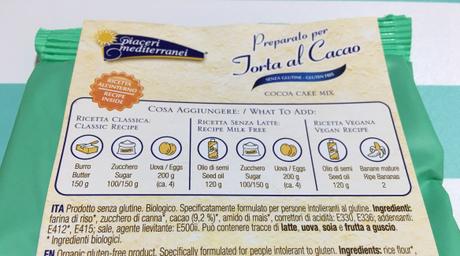 piaceri
mediterranei
Preparato per
Torta al Cacao
SENZA GLUTINE - GLUTEN FREE
COCOA CAKE MIX
RICETTA
ALL'INTERNO
RECIPE
INSIDE
COSA AGGIUNGERE: / WHAT TO ADD:
RICETTA CLASSICA:
CLASSIC RECIPE
Burro Zucchero Uova / Eggs
Butter Sugar 200 g
150 g 100/150 g (ca. 4)
RICETTA SENZA LATTE:
RECIPE MILK FREE
Olio di semi Zucchero Uova / Eggs
Seed oil Sugar 200 g
120 g 100/150 g (ca. 4)
RICETTA VEGANA
VEGAN RECIPE
Olio di semi Banane mature
Seed oil Ripe Bananas
120 g 2
ITA Prodotto senza glutine. Biologico. Specificatamente formulato per persone intolleranti al glutine. Ingredienti:
farina di riso*, zucchero di canna*, cacao (9,2 %)*, amido di mais*, correttori di acidità: E330, E336; addensanti:
E412*, E415; sale, agente lievitante: E500ii. Può contenere tracce di latte, uova, soia e frutta a guscio.
* Ingredienti biologici.
EN Organic gluten-free product. Specifically formulated for people intolerant to gluten. Ingredients: rice flour*,